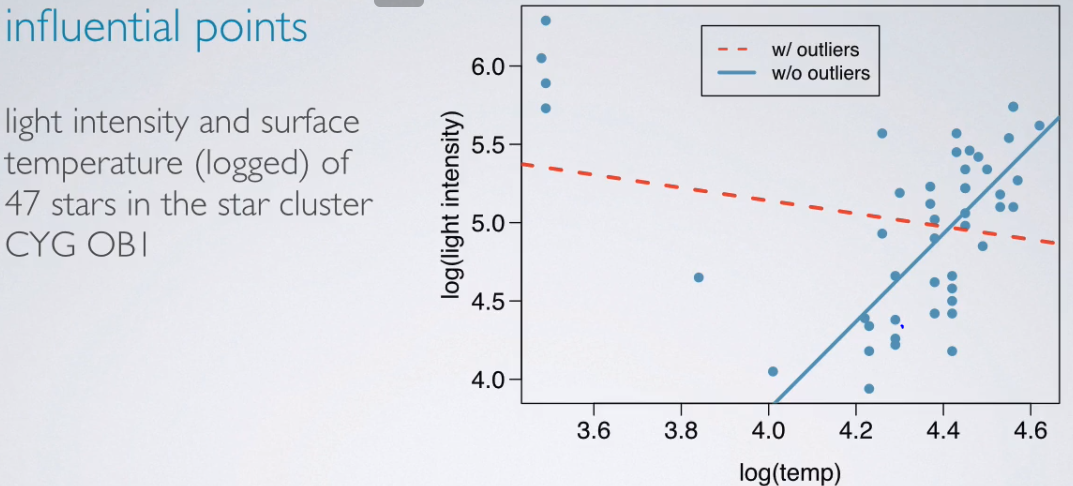 influential points
light intensity and surface
temperature (logged) of
47 stars in the star cluster
CYG OB1
w/ outliers
w/o outliers
log(light intensity)
6.0
5.5
5.0
4.5
4.0
3.6 3.8 4.0 4.2 4.4 4.6
log(temp)